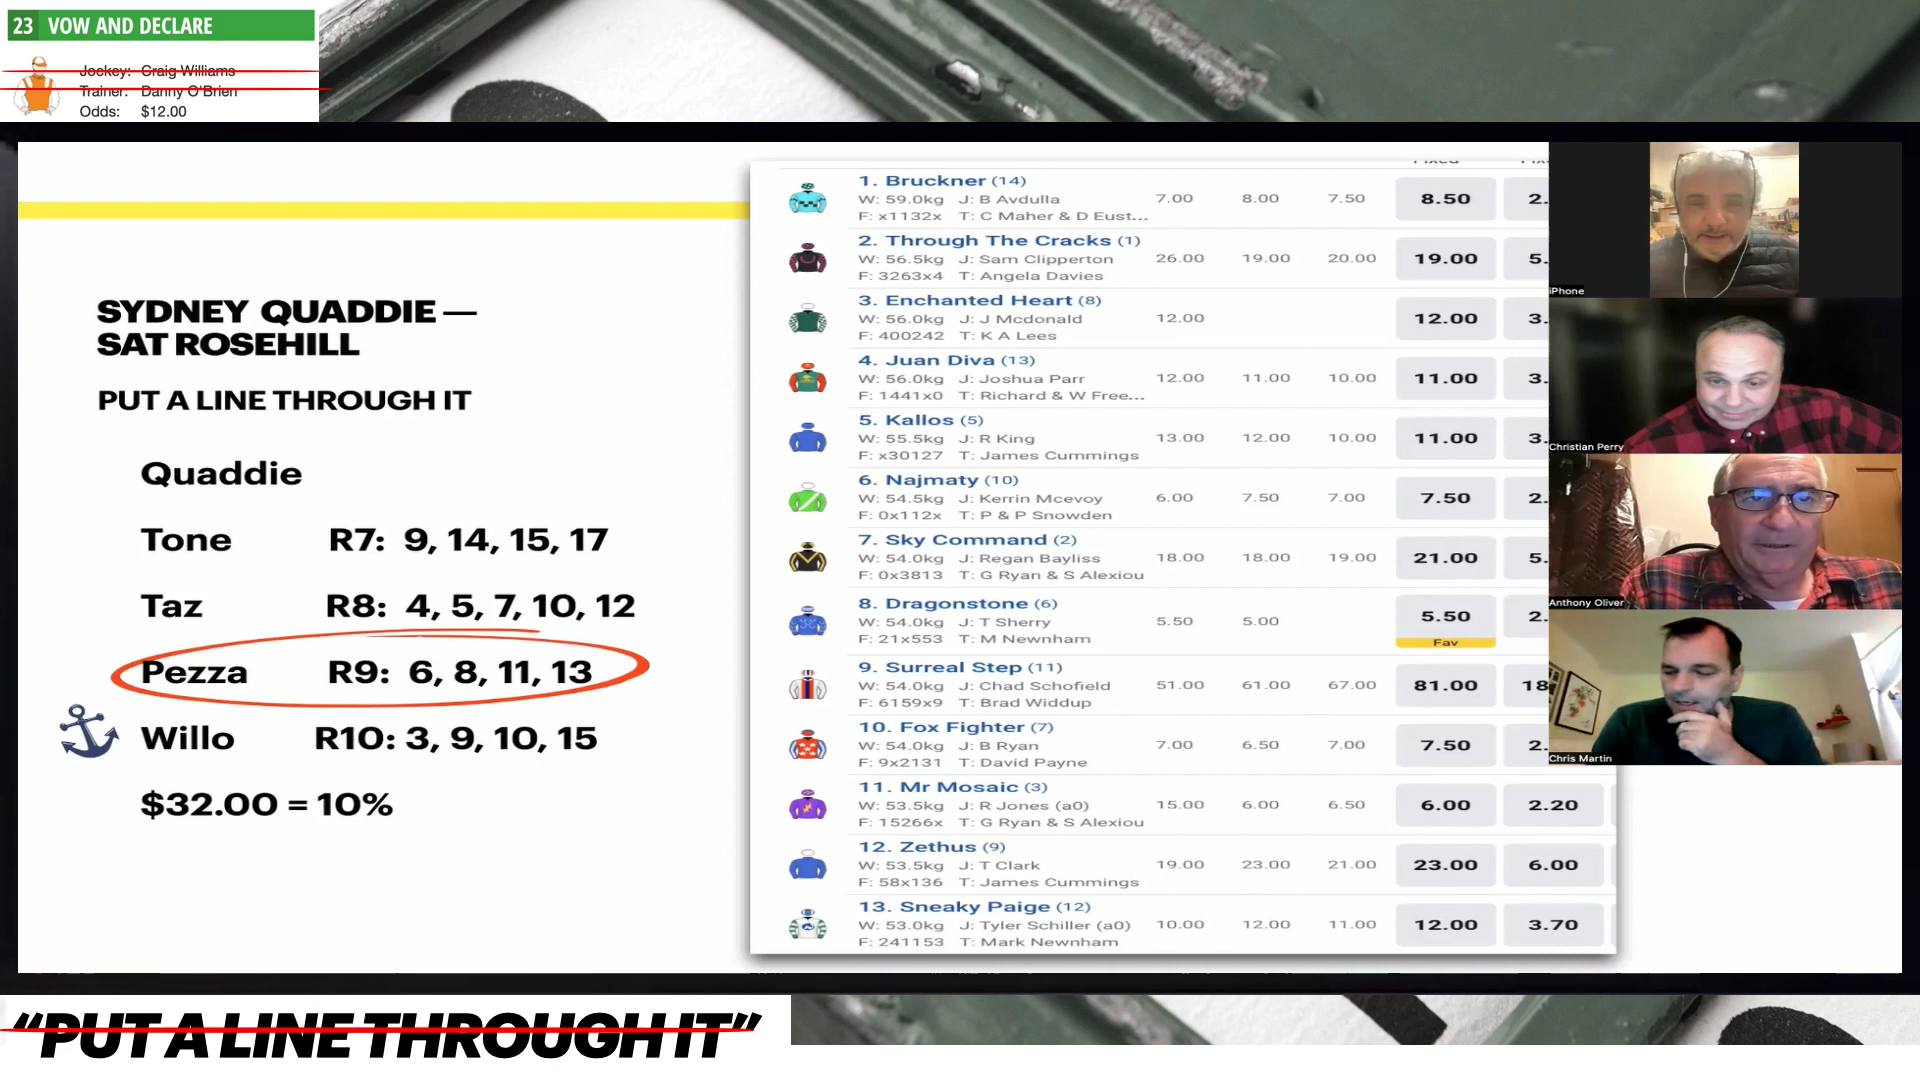 23 VOW AND DECLARE
Jockey: Craig Williams
Trainer: Danny O'Brien
Odds: $12.00
SYDNEY QUADDIE —
SAT ROSEHILL
PUT A LINE THROUGH IT
Quaddie
Tone R7: 9, 14, 15, 17
Taz R8: 4, 5, 7, 10, 12
Pezza R9: 6, 8, 11, 13
Willo R10: 3, 9, 10, 15
$32.00 = 10%
1. Bruckner (14)
W: 59.0kg J: B Avdulla 7.00 8.00 7.50 8.50 2.
F: x1132x T: C Maher & D Eust...
2. Through The Cracks (1)
W: 56.5kg J: Sam Clipperton 26.00 19.00 20.00 19.00 5.
F: 3263x4 T: Angela Davies
3. Enchanted Heart (8)
W: 56.0kg J: J Mcdonald 12.00 12.00 3.
F: 400242 T: K A Lees
4. Juan Diva (13)
W: 56.0kg J: Joshua Parr 12.00 11.00 10.00 11.00 3.
F: 1441x0 T: Richard & W Free...
5. Kallos (5)
W: 55.5kg J: R King 13.00 12.00 10.00 11.00 3.
F: x30127 T: James Cummings
6. Najmaty (10)
W: 54.5kg J: Kerrin Mcevoy 6.00 7.50 7.00 7.50 2.
F: 0x112x T: P & P Snowden
7. Sky Command (2)
W: 54.0kg J: Regan Bayliss 18.00 18.00 19.00 21.00 5.
F: 0x3813 T: G Ryan & S Alexiou
8. Dragonstone (6)
W: 54.0kg J: T Sherry 5.50 5.00 5.50 2.
F: 21x553 T: M Newnham Fav
9. Surreal Step (11)
W: 54.0kg J: Chad Schofield 51.00 61.00 67.00 81.00 18
F: 6159x9 T: Brad Widdup
10. Fox Fighter (7)
W: 54.0kg J: B Ryan 7.00 6.50 7.00 7.50 2.
F: 9x2131 T: David Payne
11. Mr Mosaic (3)
W: 53.5kg J: R Jones (a0) 15.00 6.00 6.50 6.00 2.20
F: 15266x T: G Ryan & S Alexiou
12. Zethus (9)
W: 53.5kg J: T Clark 19.00 23.00 21.00 23.00 6.00
F: 58x136 T: James Cummings
13. Sneaky Paige (12)
W: 53.0kg J: Tyler Schiller (a0) 10.00 12.00 11.00 12.00 3.70
F: 241153 T: Mark Newnham
iPhone
Christian Perry
Anthony Oliver
Chris Martin
"PUT A LINE THROUGH IT"